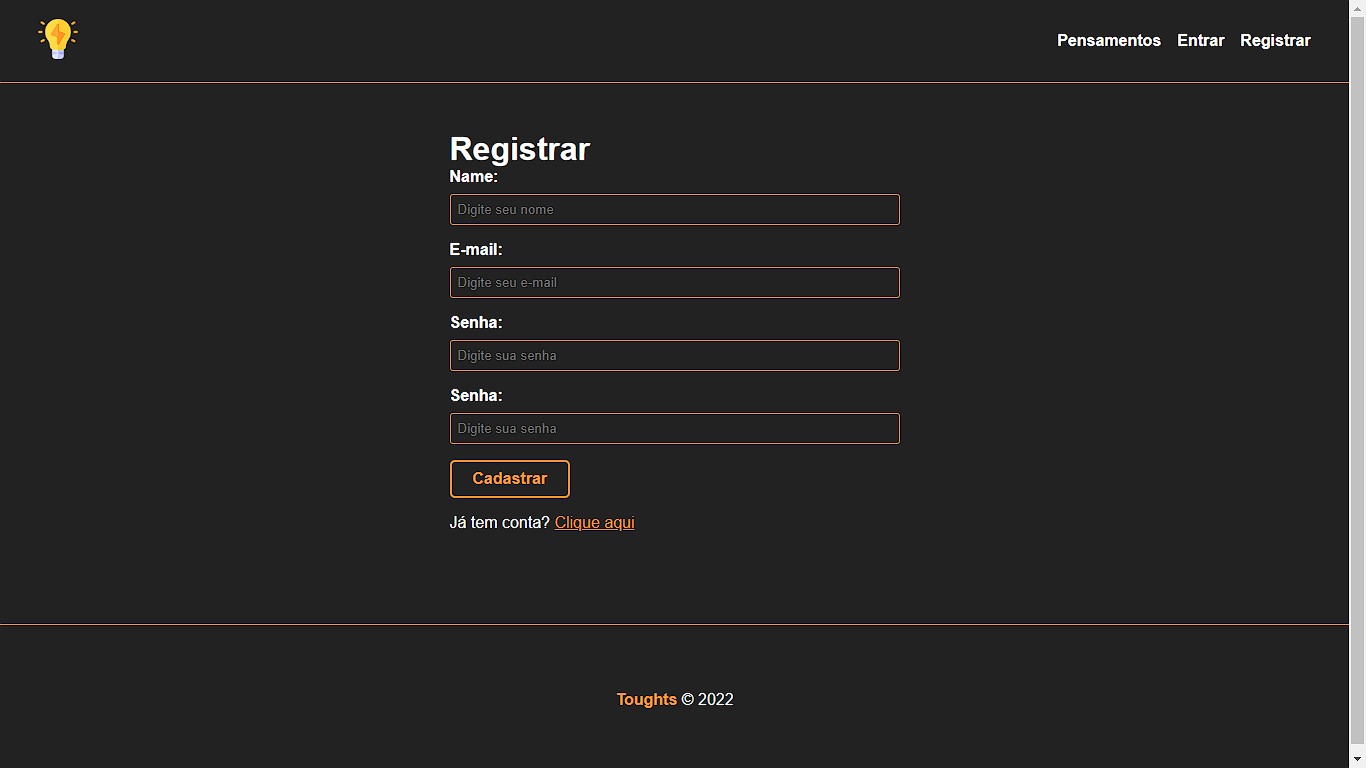 Pensamentos Entrar Registrar
Registrar
Name:
Digite seu nome
E-mail:
Digite seu e-mail
Senha:
Digite sua senha
Senha:
Digite sua senha
Cadastrar
Já tem conta? Clique aqui
Toughts © 2022